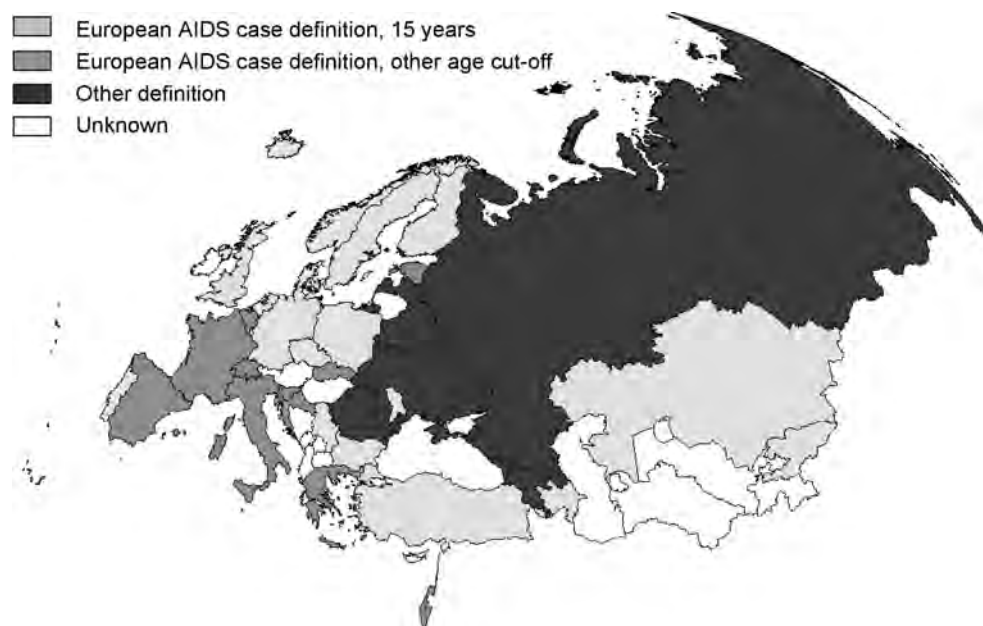 European AIDS case definition, 15 years
European AIDS case definition, other age cut-off
Other definition
Unknown